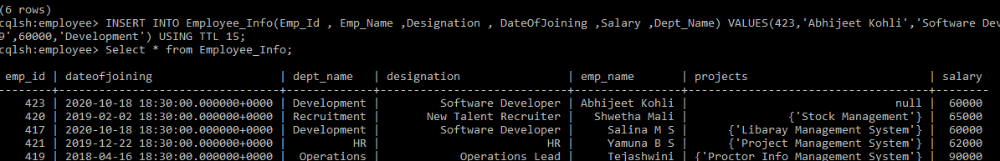 (6 rows)
cqlsh:employee> INSERT INTO Employee_Info(Emp_Id , Emp_Name ,Designation , DateOfJoining ,Salary ,Dept_Name) VALUES(423,'Abhijeet Kohli','Software Dev
9',60000,'Development') USING TTL 15;
cqlsh:employee> Select * from Employee_Info;
emp_id | dateofjoining | dept_name | designation | emp_name | projects | salary
--------+---------------------------------+-------------+----------------------+----------------+-----------------------------------+--------
423 | 2020-10-18 18:30:00.000000+0000 | Development | Software Developer | Abhijeet Kohli | null | 60000
420 | 2019-02-02 18:30:00.000000+0000 | Recruitment | New Talent Recruiter | Shwetha Mali | {'Stock Management'} | 65000
417 | 2020-10-18 18:30:00.000000+0000 | Development | Software Developer | Salina M S | {'Libaray Management System'} | 60000
421 | 2019-12-22 18:30:00.000000+0000 | HR | HR | Yamuna B S | {'Project Management System'} | 62000
419 | 2018-04-16 18:30:00.000000+0000 | Operations | Operations Lead | Tejashwini | {'Proctor Info Management System'} | 90000